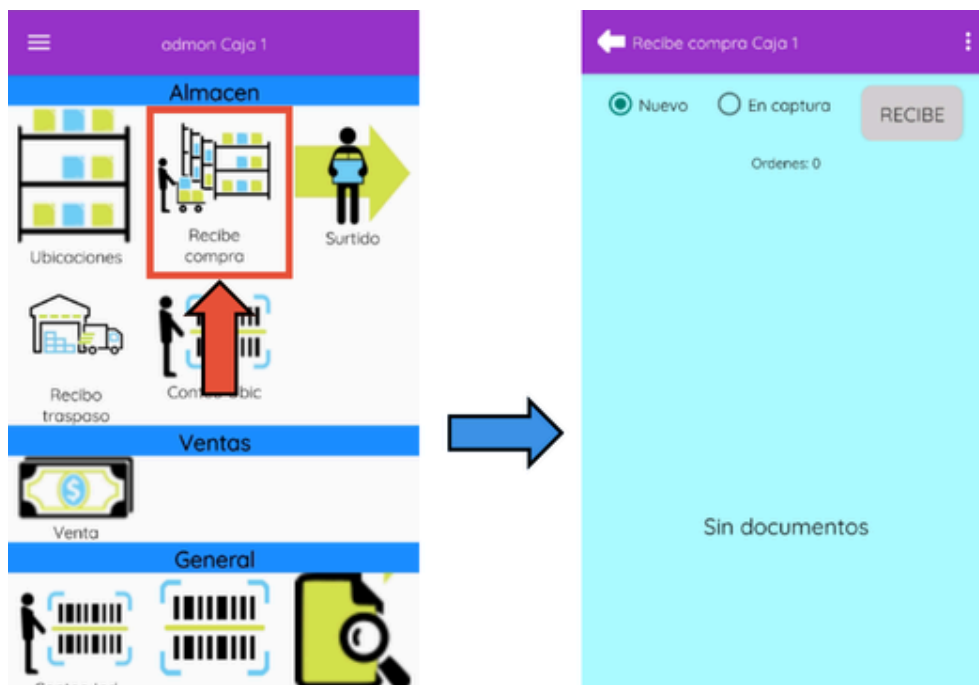 admon Caja 1
Almacen
Ubicaciones
Recibe
compra
Surtido
Recibo
traspaso
Ubic
Ventas
$
Venta
General
Recibe compra Caja 1
Nuevo
En captura
RECIBE
Ordenes: 0
Sin documentos